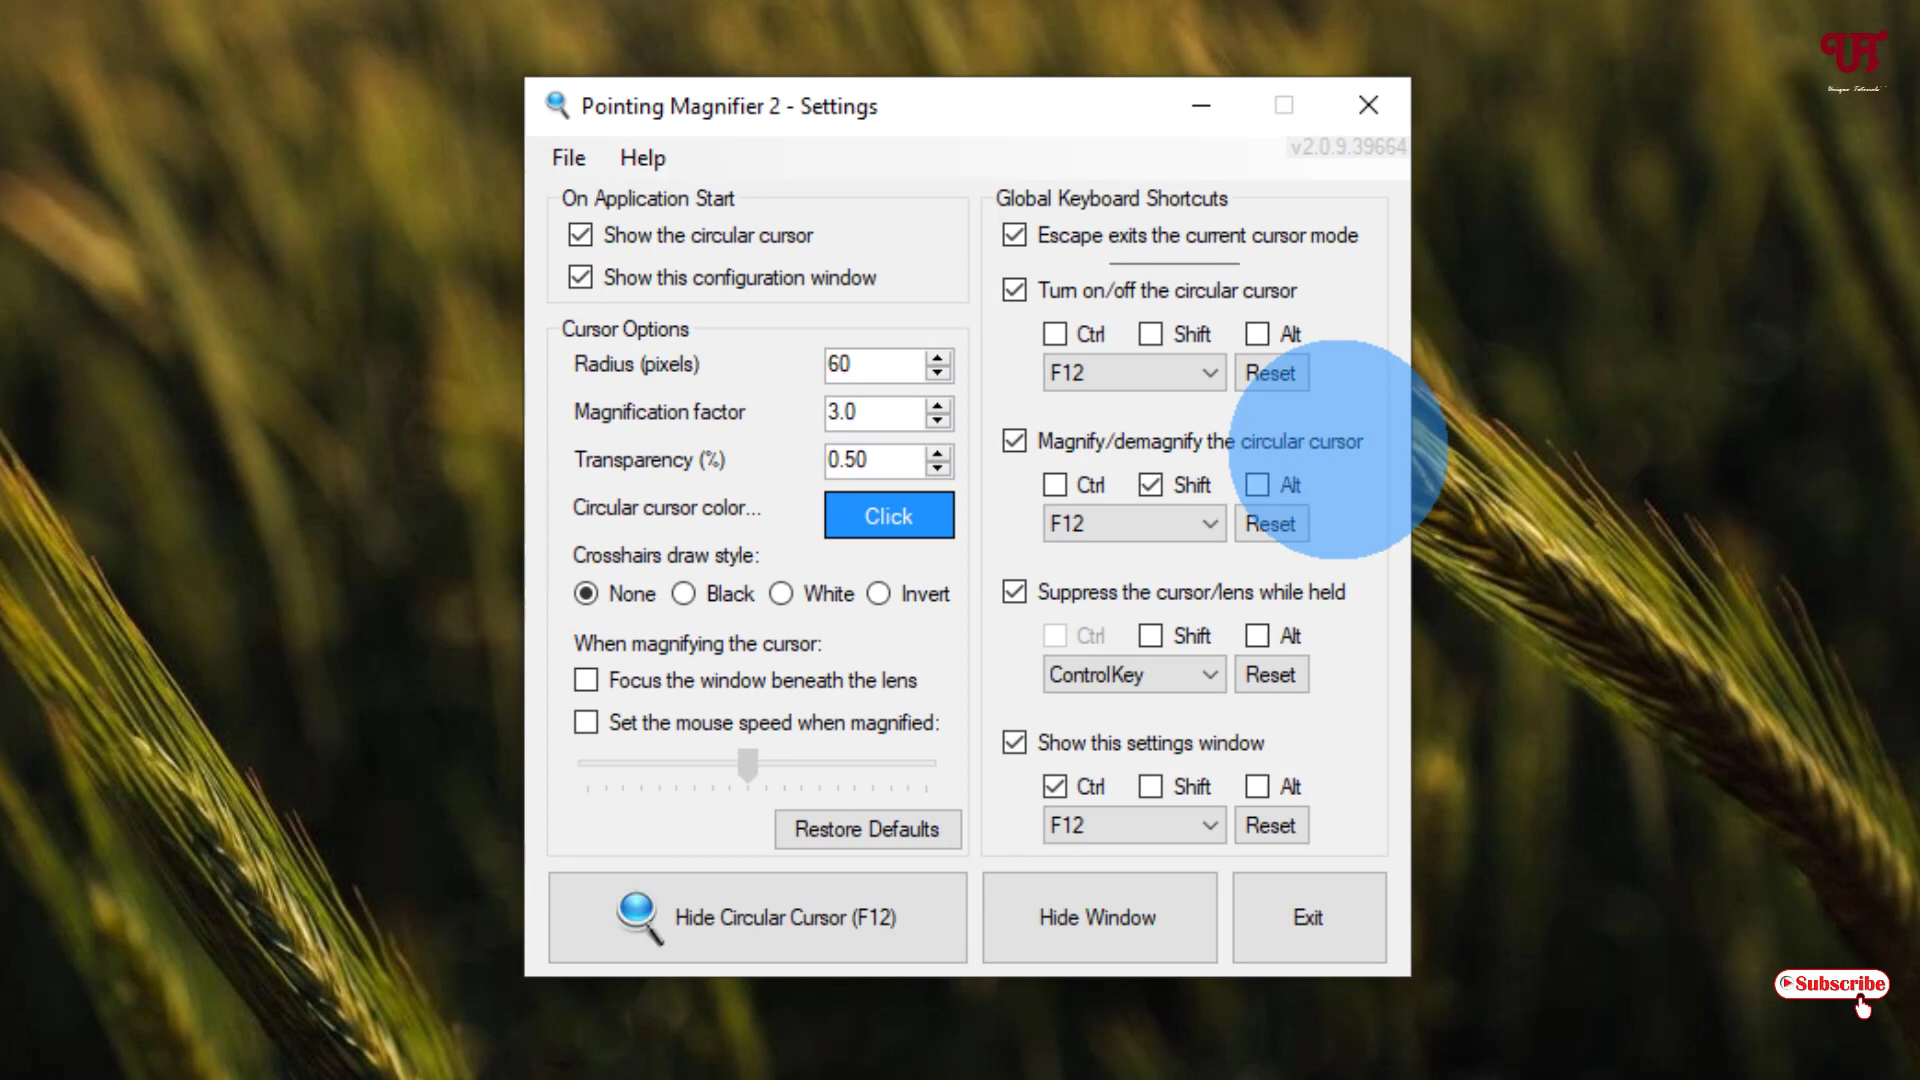 UT
Unique Tutorials
Pointing Magnifier 2 - Settings
File Help
v2.0.9.39664
On Application Start
Show the circular cursor
Show this configuration window
Cursor Options
Radius (pixels) 60
Magnification factor 3.0
Transparency (%) 0.50
Circular cursor color... Click
Crosshairs draw style:
None Black White Invert
When magnifying the cursor:
Focus the window beneath the lens
Set the mouse speed when magnified:
Restore Defaults
Global Keyboard Shortcuts
Escape exits the current cursor mode
Turn on/off the circular cursor
Ctrl Shift Alt
F12 Reset
Magnify/demagnify the circular cursor
Ctrl Shift Alt
F12 Reset
Suppress the cursor/lens while held
Ctrl Shift Alt
ControlKey Reset
Show this settings window
Ctrl Shift Alt
F12 Reset
Hide Circular Cursor (F12) Hide Window Exit
Subscribe